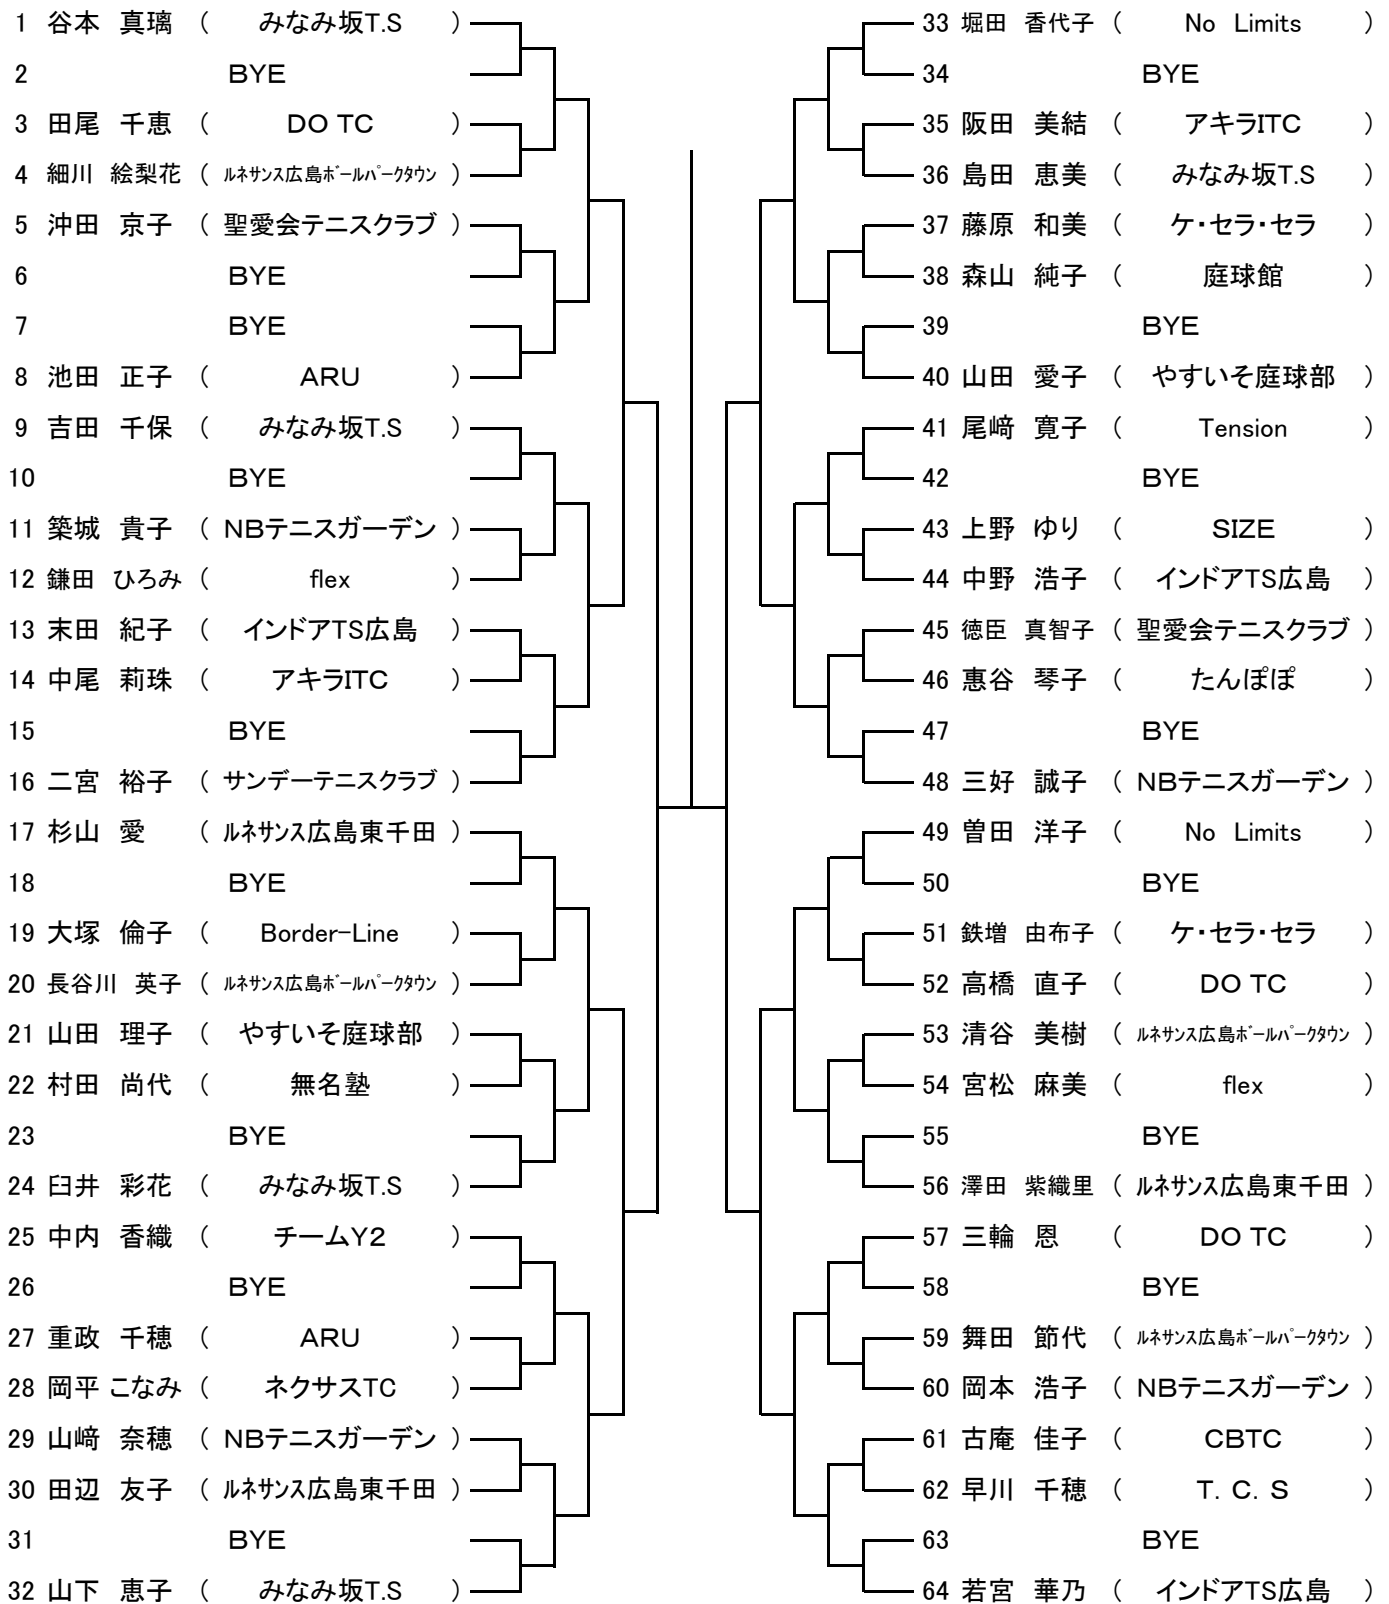 1 谷本 真璃 ( みなみ坂T.S )
2 BYE
3 田尾 千恵 ( DO TC )
4 細川 絵梨花 ( ﾙﾈｻﾝｽ広島ﾎﾞｰﾙﾊﾟｰｸﾀｳﾝ )
5 沖田 京子 ( 聖愛会テニスクラブ )
6 BYE
7 BYE
8 池田 正子 ( ARU )
9 吉田 千保 ( みなみ坂T.S )
10 BYE
11 築城 貴子 ( NBテニスガーデン )
12 鎌田 ひろみ ( flex )
13 末田 紀子 ( インドアTS広島 )
14 中尾 莉珠 ( アキラITC )
15 BYE
16 二宮 裕子 ( サンデーテニスクラブ )
17 杉山 愛 ( ﾙﾈｻﾝｽ広島東千田 )
18 BYE
19 大塚 倫子 ( Border-Line )
20 長谷川 英子 ( ﾙﾈｻﾝｽ広島ﾎﾞｰﾙﾊﾟｰｸﾀｳﾝ )
21 山田 理子 ( やすいそ庭球部 )
22 村田 尚代 ( 無名塾 )
23 BYE
24 臼井 彩花 ( みなみ坂T.S )
25 中内 香織 ( チームY2 )
26 BYE
27 重政 千穂 ( ARU )
28 岡平 こなみ ( ネクサスTC )
29 山﨑 奈穂 ( NBテニスガーデン )
30 田辺 友子 ( ﾙﾈｻﾝｽ広島東千田 )
31 BYE
32 山下 恵子 ( みなみ坂T.S )
33 堀田 香代子 ( No Limits )
34 BYE
35 阪田 美結 ( アキラITC )
36 島田 恵美 ( みなみ坂T.S )
37 藤原 和美 ( ケ・セラ・セラ )
38 森山 純子 ( 庭球館 )
39 BYE
40 山田 愛子 ( やすいそ庭球部 )
41 尾﨑 寛子 ( Tension )
42 BYE
43 上野 ゆり ( SIZE )
44 中野 浩子 ( インドアTS広島 )
45 徳臣 真智子 ( 聖愛会テニスクラブ )
46 惠谷 琴子 ( たんぽぽ )
47 BYE
48 三好 誠子 ( NBテニスガーデン )
49 曽田 洋子 ( No Limits )
50 BYE
51 鉄増 由布子 ( ケ・セラ・セラ )
52 高橋 直子 ( DO TC )
53 清谷 美樹 ( ﾙﾈｻﾝｽ広島ﾎﾞｰﾙﾊﾟｰｸﾀｳﾝ )
54 宮松 麻美 ( flex )
55 BYE
56 澤田 紫織里 ( ﾙﾈｻﾝｽ広島東千田 )
57 三輪 恩 ( DO TC )
58 BYE
59 舞田 節代 ( ﾙﾈｻﾝｽ広島ﾎﾞｰﾙﾊﾟｰｸﾀｳﾝ )
60 岡本 浩子 ( NBテニスガーデン )
61 古庵 佳子 ( CBTC )
62 早川 千穂 ( T. C. S )
63 BYE
64 若宮 華乃 ( インドアTS広島 )